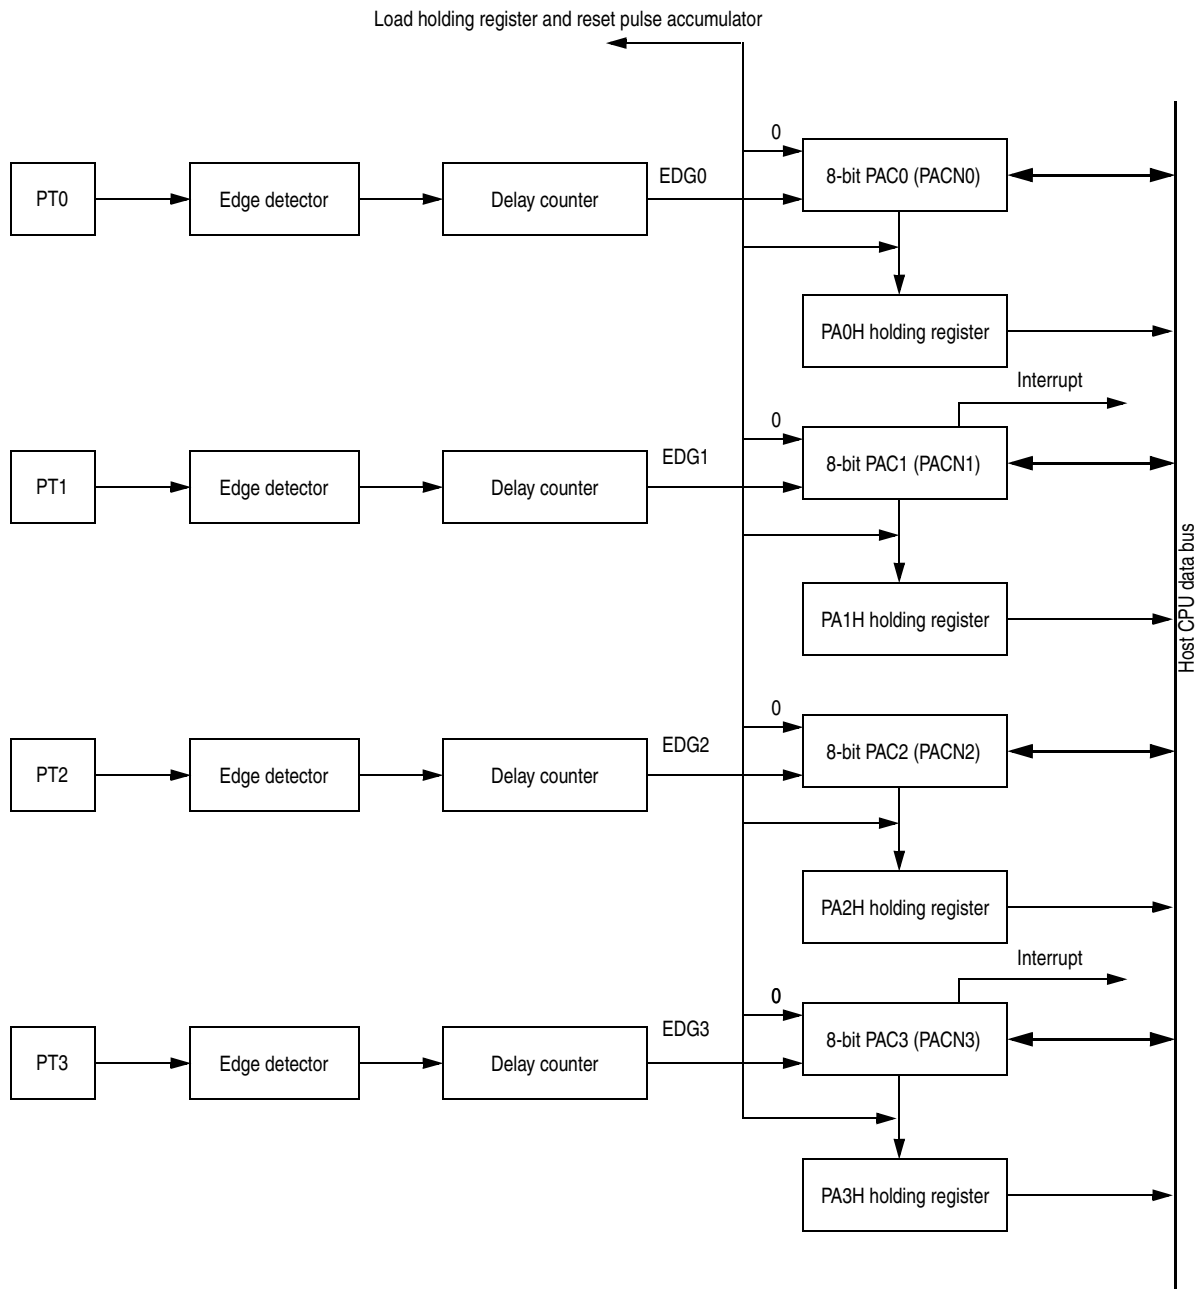 Load holding register and reset pulse accumulator
0
PT0
Edge detector
Delay counter
EDG0
8-bit PAC0 (PACN0)
PA0H holding register
Interrupt
0
PT1
Edge detector
Delay counter
EDG1
8-bit PAC1 (PACN1)
PA1H holding register
Host CPU data bus
0
PT2
Edge detector
Delay counter
EDG2
8-bit PAC2 (PACN2)
PA2H holding register
Interrupt
0
PT3
Edge detector
Delay counter
EDG3
8-bit PAC3 (PACN3)
PA3H holding register